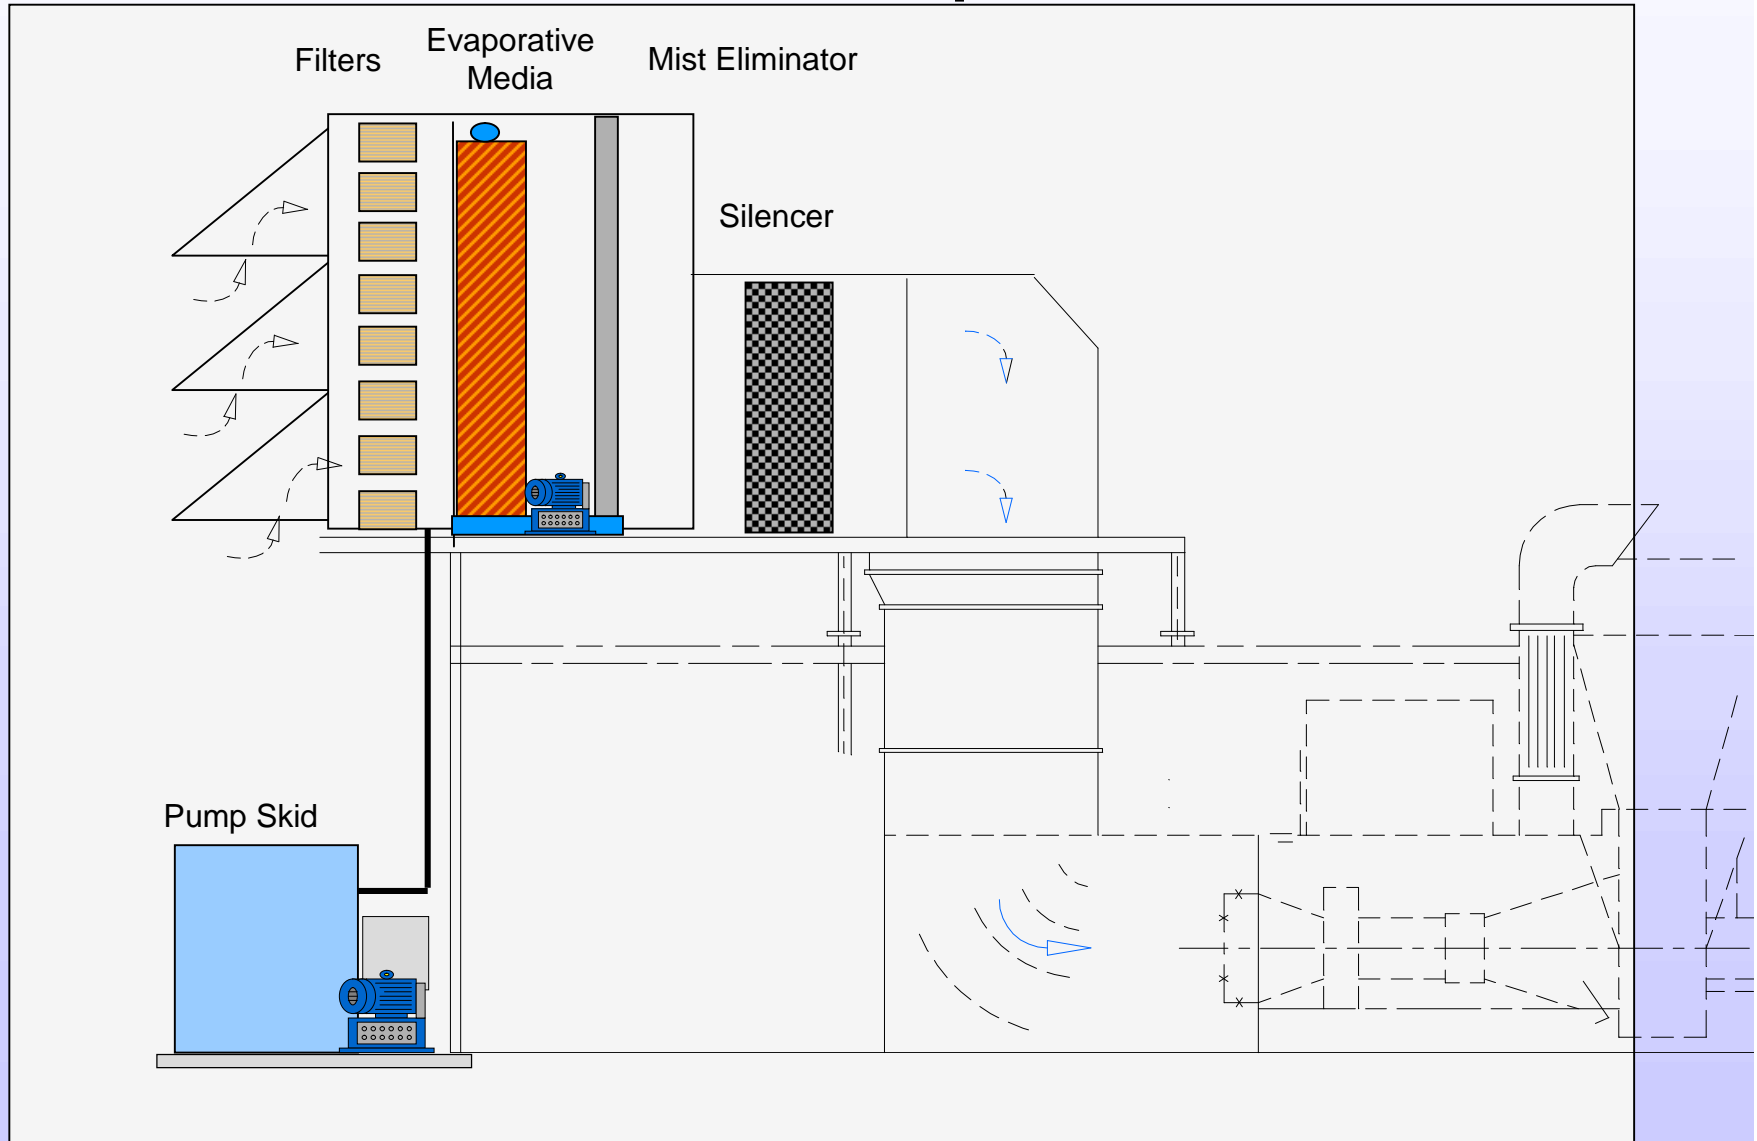 Filters
Evaporative
Media
Mist Eliminator
Silencer
Pump Skid